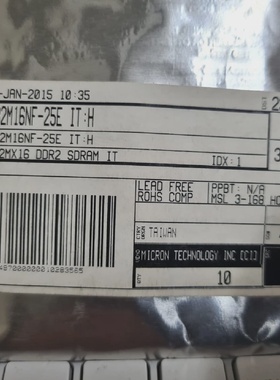 -JAN-2015 10:35
2M16NF-25E IT:H
2M16NF-25E IT:H
2MX16 DDR2 SDRAM IT
IDX: 1
LEAD FREE
ROHS COMP
PPBT: N/A
MSL 3-168 HO
TAIWAN
MICRON TECHNOLOGY INC
10